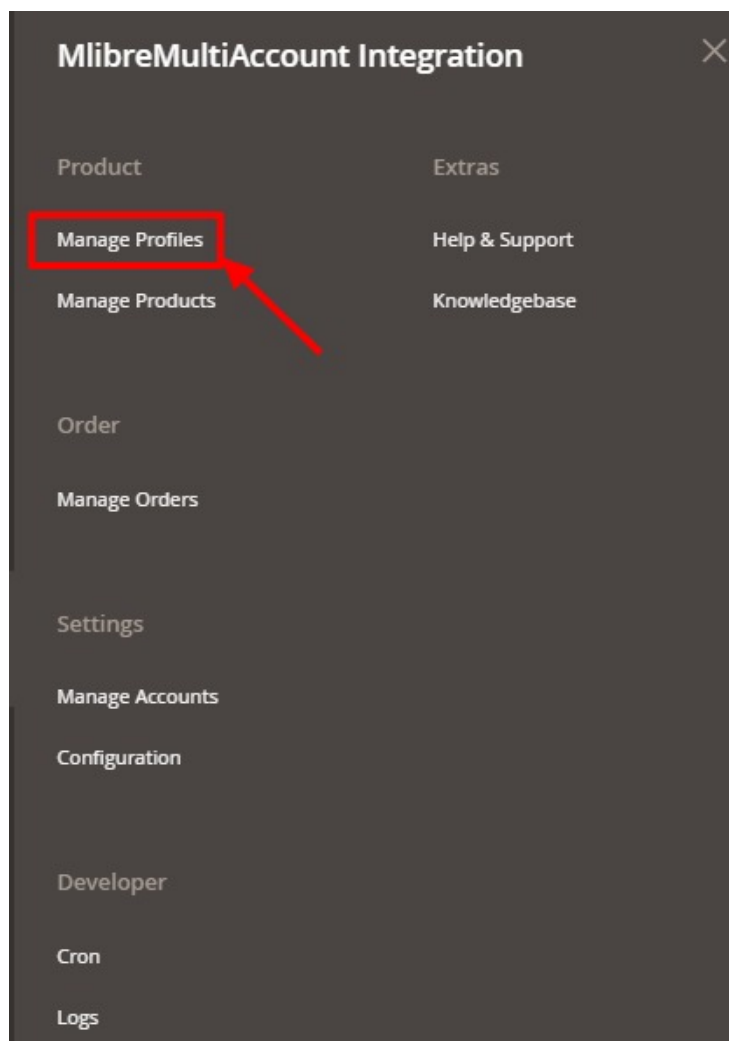 MlibreMultiAccount Integration
Product
Manage Profiles
Manage Products
Order
Manage Orders
Settings
Manage Accounts
Configuration
Developer
Cron
Logs
Extras
Help & Support
Knowledgebase